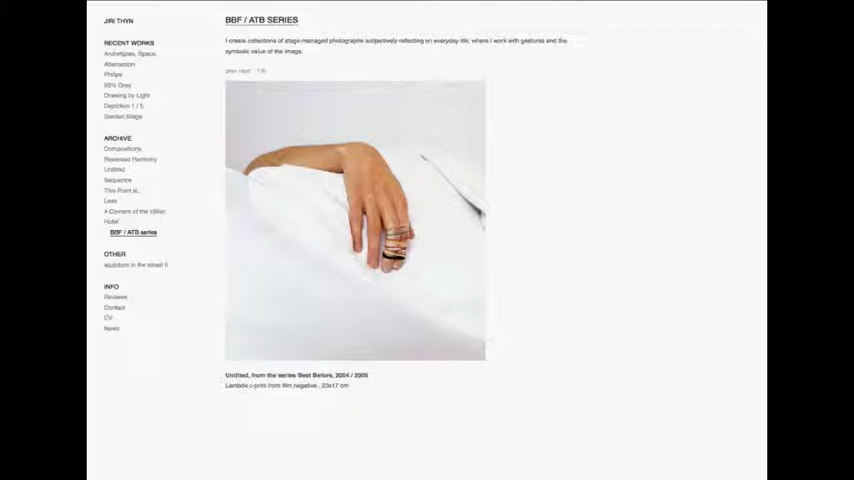 JIRI THYN
RECENT WORKS
Archetypes, Space,
Abstraction
Philips
50% Grey
Drawing by Light
Depiction 1 / 5
Garden Stage
ARCHIVE
Compositions
Reversed Harmony
Untitled
Sequence
This Point is,
Less
4 Corners of the Hilton
Hotel
BBF / ATB series
OTHER
sculpture in the street II
INFO
Reviews
Contact
CV
News
BBF / ATB SERIES
I create collections of stage-managed photographs subjectively reflecting on everyday life, where I work with gestures and the
symbolic value of the image.
prev next
Untitled, from the series Best Before, 2004 / 2005
Lambda c-print from film negative, 23x17 cm